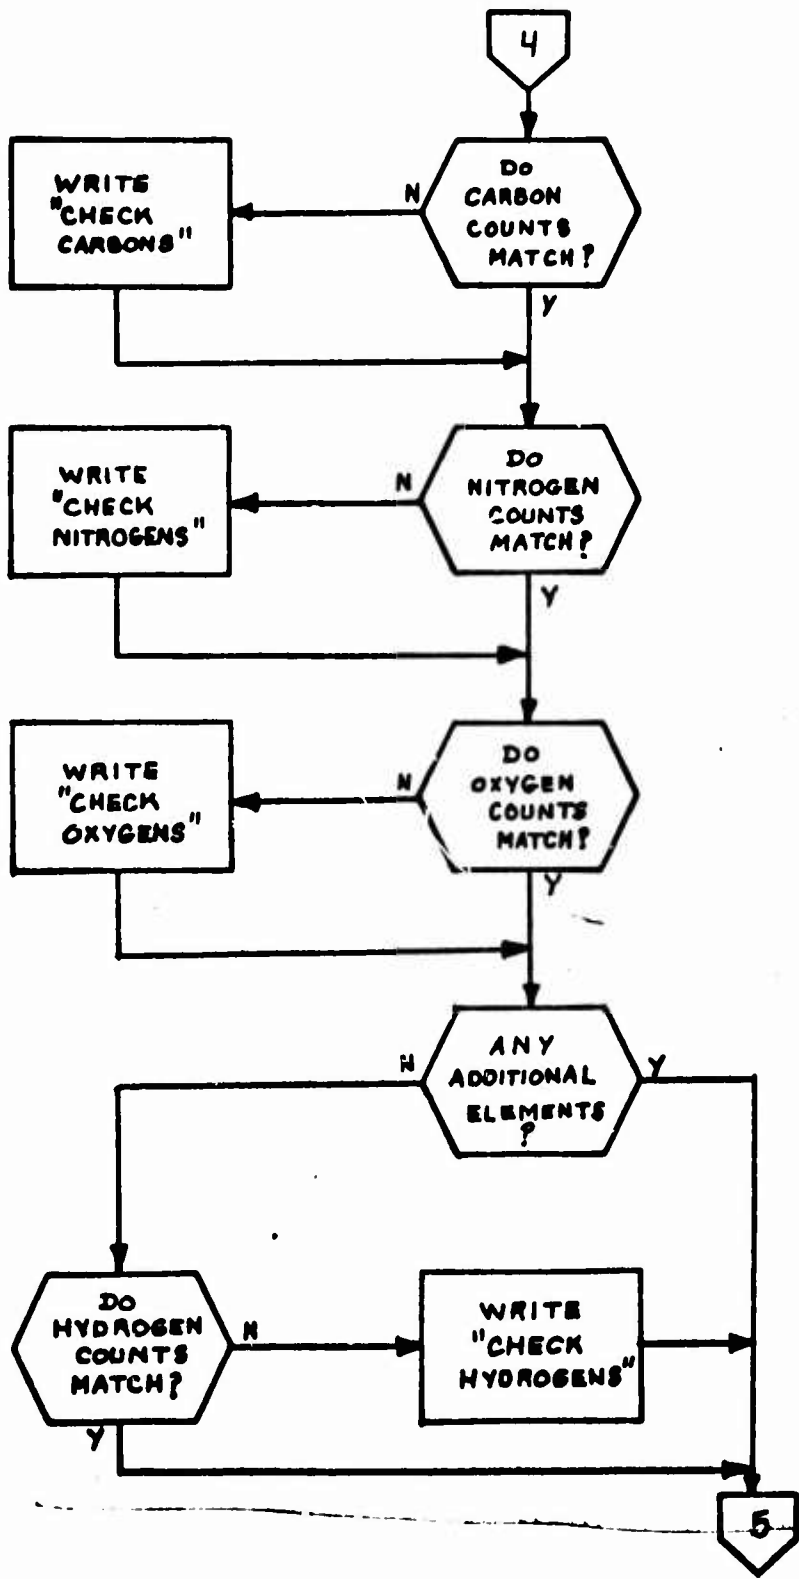 4
DO
CARBON
COUNTS
MATCH?
N
Y
WRITE
"CHECK
CARBONS"
DO
NITROGEN
COUNTS
MATCH?
N
Y
WRITE
"CHECK
NITROGENS"
DO
OXYGEN
COUNTS
MATCH?
N
Y
WRITE
"CHECK
OXYGENS"
ANY
ADDITIONAL
ELEMENTS
?
N
Y
DO
HYDROGEN
COUNTS
MATCH?
N
Y
WRITE
"CHECK
HYDROGENS"
5